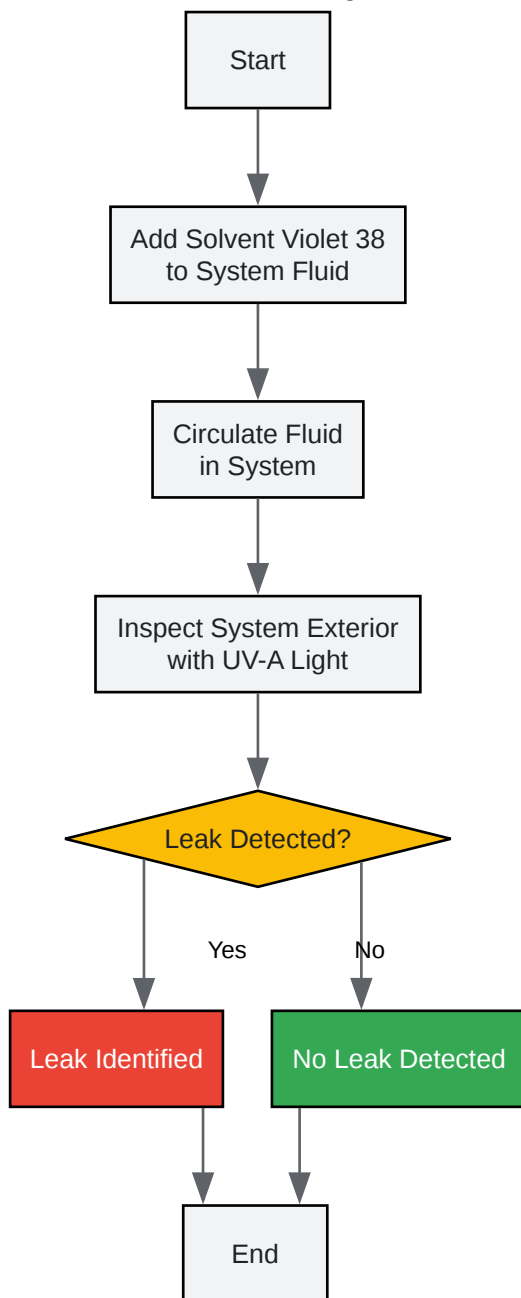 Start
Add Solvent Violet 38
to System Fluid
Circulate Fluid
in System
Inspect System Exterior
with UV-A Light
Leak Detected?
Yes
No
Leak Identified
No Leak Detected
End